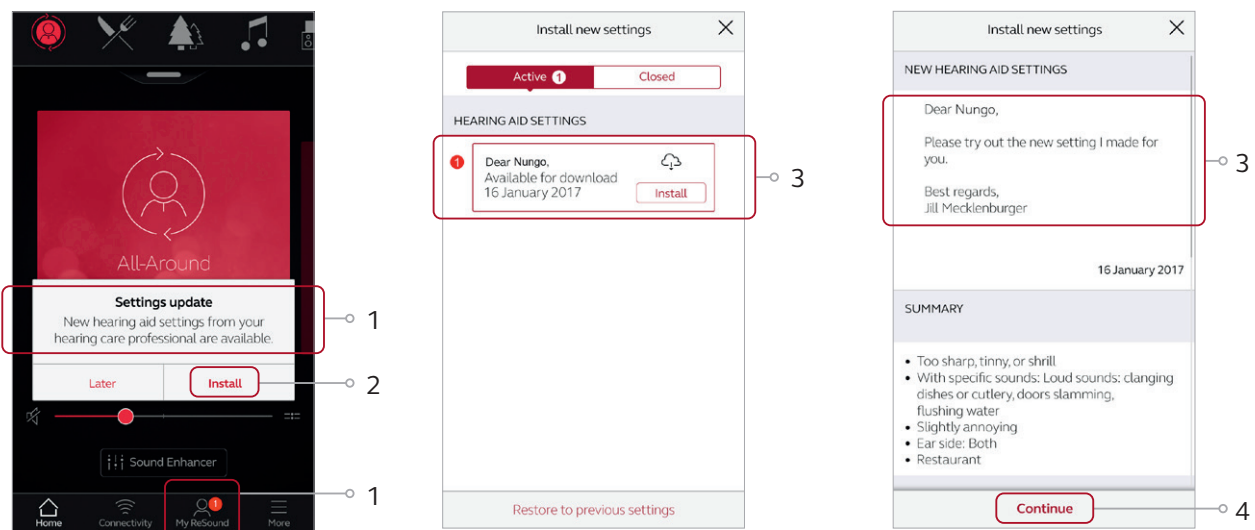 All-Around
Settings update
New hearing aid settings from your
hearing care professional are available.
Later
Install
Sound Enhancer
Home
Connectivity
My ReSound
1
More
1
2
1
Install new settings
Active 1
Closed
HEARING AID SETTINGS
1
Dear Nungo,
Available for download
16 January 2017
Install
Restore to previous settings
3
Install new settings
NEW HEARING AID SETTINGS
Dear Nungo,
Please try out the new setting I made for
you.
Best regards,
Jill Mecklenburger
16 January 2017
SUMMARY
• Too sharp, tinny, or shrill
• With specific sounds: Loud sounds: clanging
dishes or cutlery, doors slamming,
flushing water
• Slightly annoying
• Ear side: Both
• Restaurant
Continue
3
4